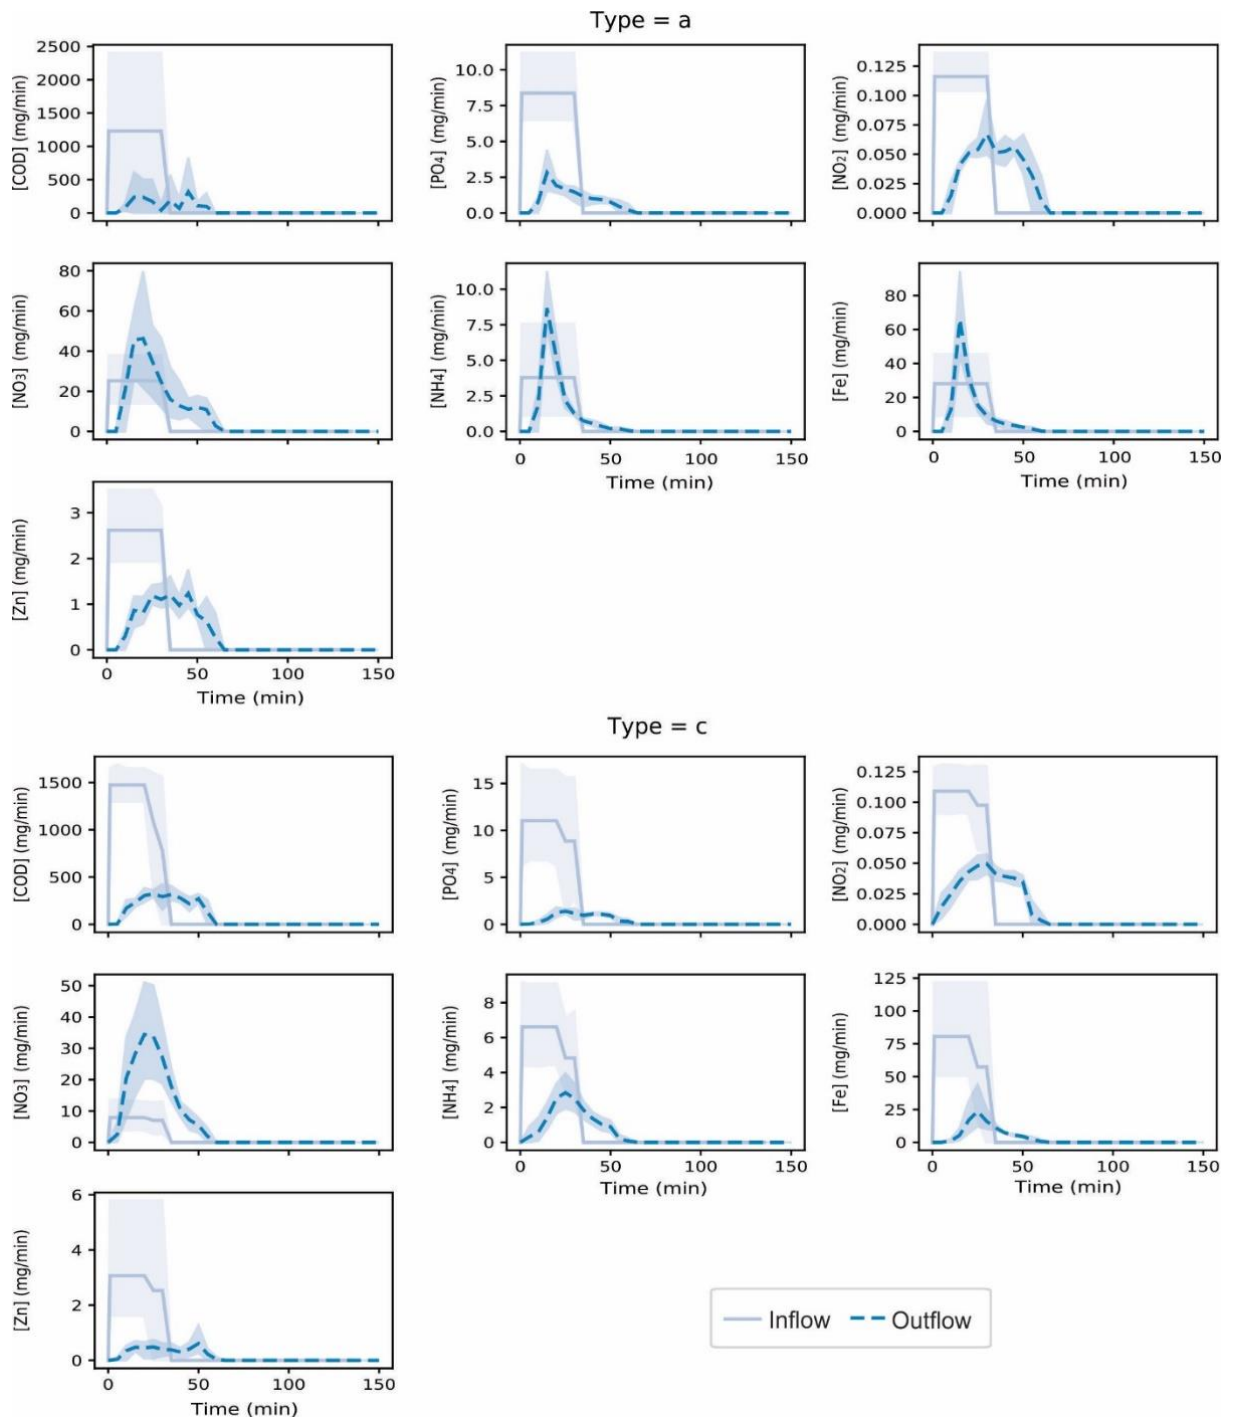 Type = a
[COD] (mg/min)
2500
2000
1500
1000
500
0
[PO4] (mg/min)
10.0
7.5
5.0
2.5
0.0
[NO2] (mg/min)
0.125
0.100
0.075
0.050
0.025
0.000
[NO3] (mg/min)
80
60
40
20
0
[NH4] (mg/min)
10.0
7.5
5.0
2.5
0.0
0 50 100 150
Time (min)
[Fe] (mg/min)
80
60
40
20
0
0 50 100 150
Time (min)
[Zn] (mg/min)
3
2
1
0
0 50 100 150
Time (min)
Type = c
[COD] (mg/min)
1500
1000
500
0
[PO4] (mg/min)
15
10
5
0
[NO2] (mg/min)
0.125
0.100
0.075
0.050
0.025
0.000
[NO3] (mg/min)
50
40
30
20
10
0
[NH4] (mg/min)
8
6
4
2
0
0 50 100 150
Time (min)
[Fe] (mg/min)
125
100
75
50
25
0
0 50 100 150
Time (min)
[Zn] (mg/min)
6
4
2
0
0 50 100 150
Time (min)
Inflow Outflow